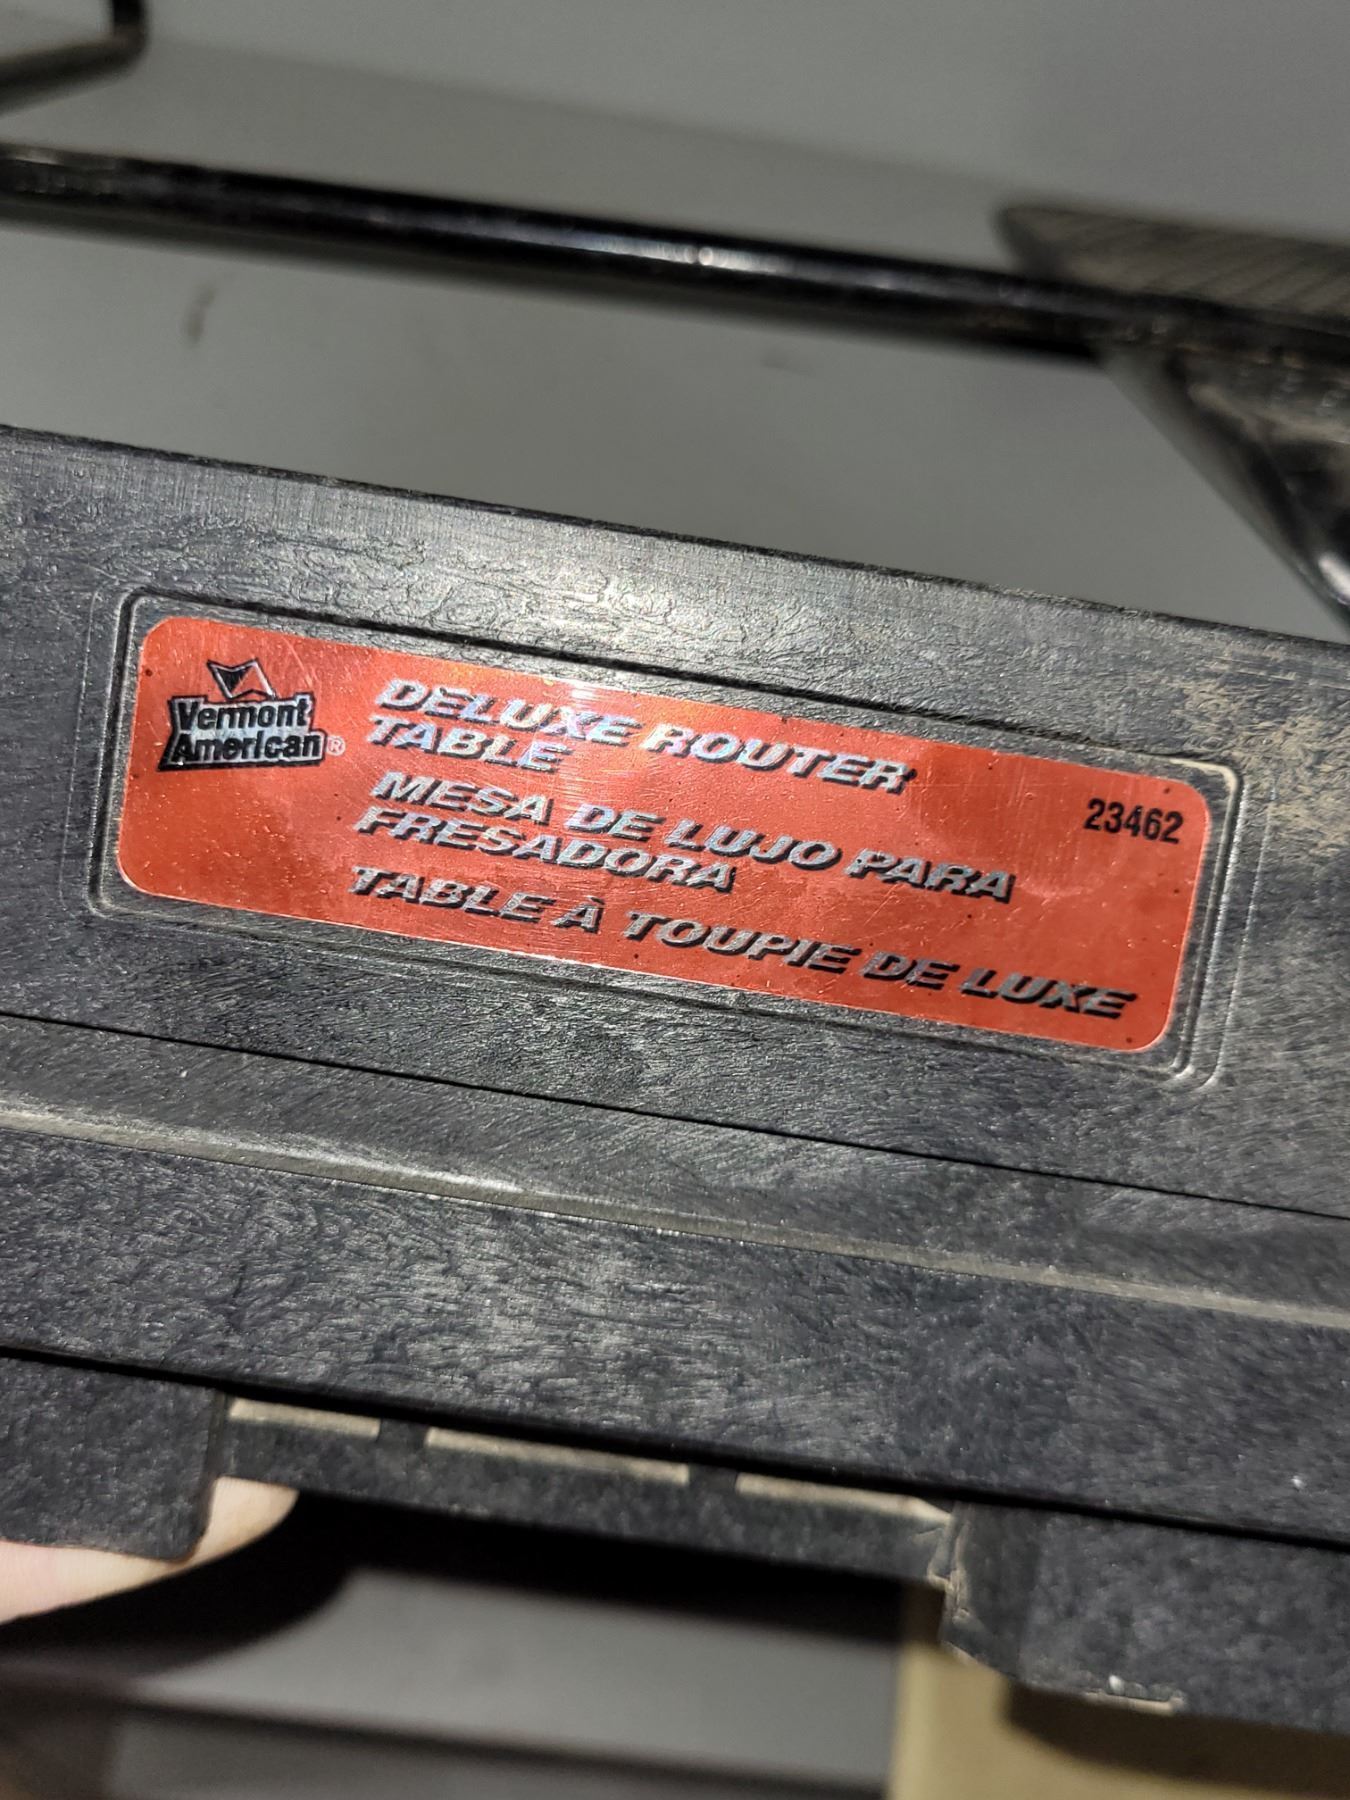 Vermont
American®
DELUXE ROUTER
TABLE
MESA DE LUJO PARA
FRESADORA
TABLE À TOUPIE DE LUXE
23462